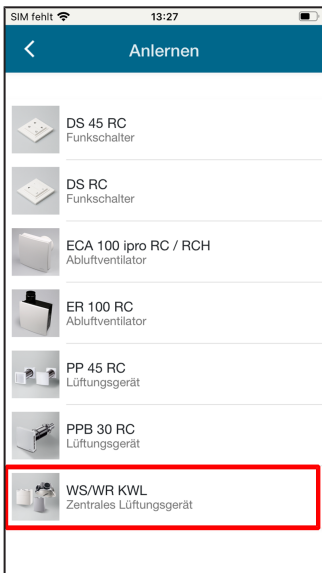 SIM fehlt 13:27
Anlernen
DS 45 RC
Funkschalter
DS RC
Funkschalter
ECA 100 ipro RC / RCH
Abluftventilator
ER 100 RC
Abluftventilator
PP 45 RC
Lüftungsgerät
PPB 30 RC
Lüftungsgerät
WS/WR KWL
Zentrales Lüftungsgerät